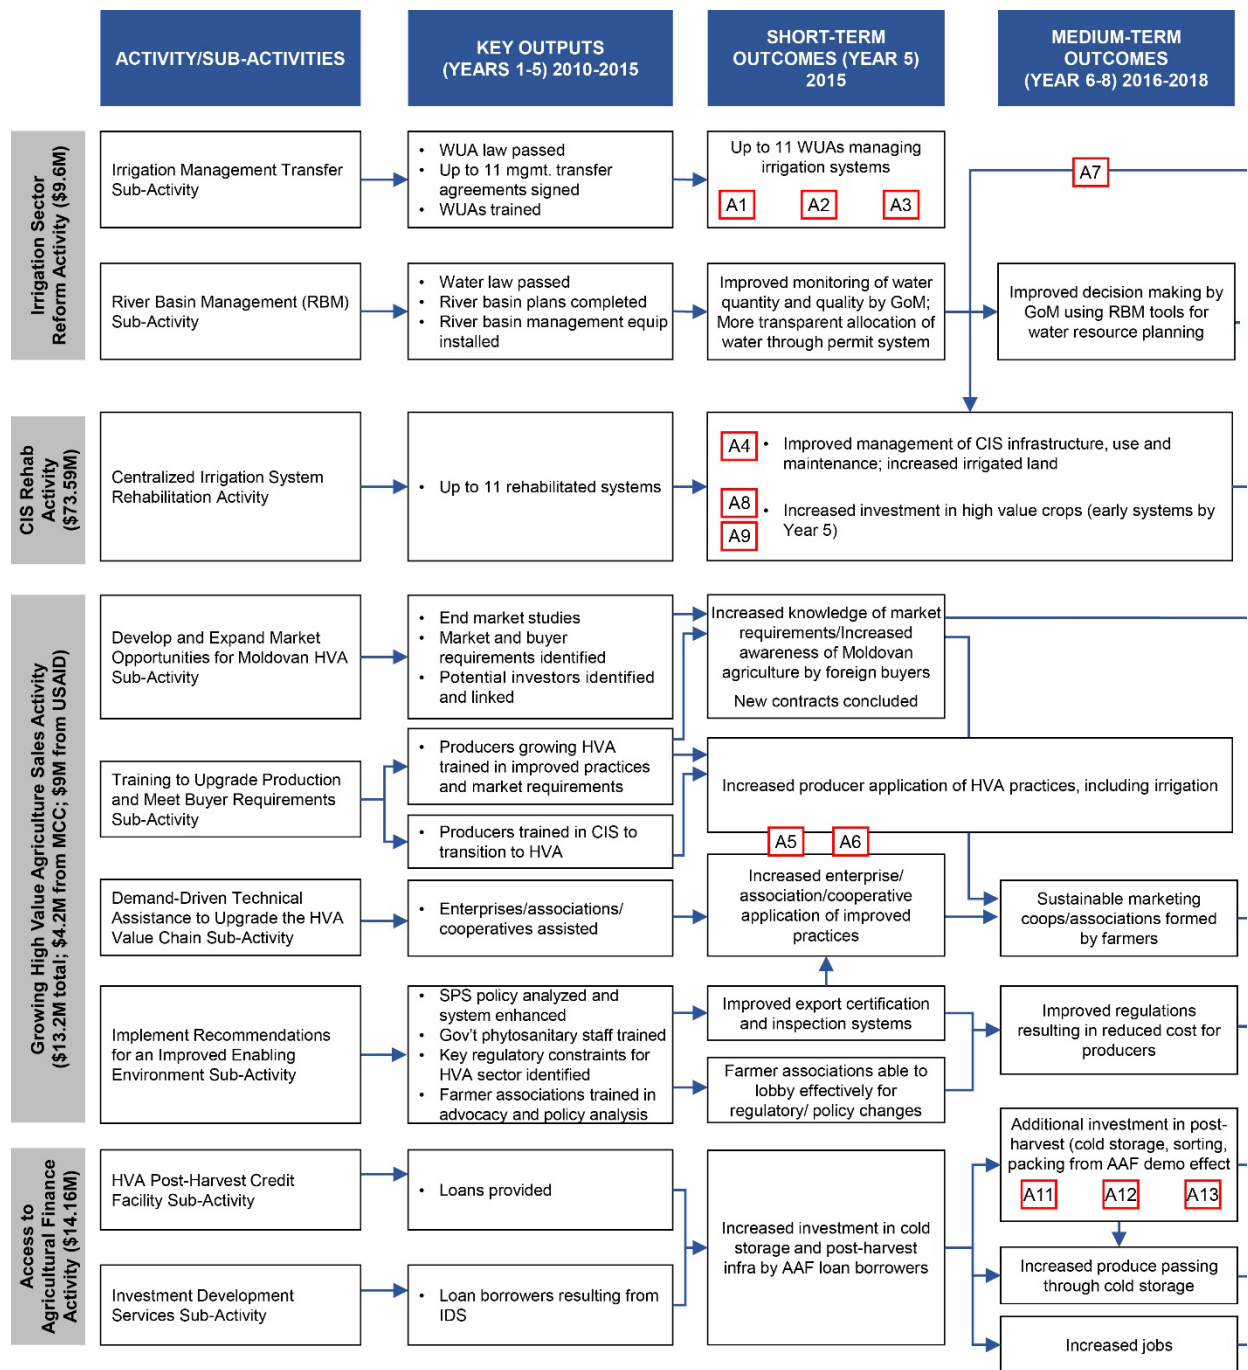 ACTIVITY/SUB-ACTIVITIES
KEY OUTPUTS
(YEARS 1-5) 2010-2015
SHORT-TERM
OUTCOMES (YEAR 5)
2015
MEDIUM-TERM
OUTCOMES
(YEAR 6-8) 2016-2018
Irrigation Sector
Reform Activity ($9.6M)
Irrigation Management Transfer
Sub-Activity
• WUA law passed
• Up to 11 mgmt. transfer
agreements signed
• WUAs trained
Up to 11 WUAs managing
irrigation systems
A1 A2 A3
A7
River Basin Management (RBM)
Sub-Activity
• Water law passed
• River basin plans completed
• River basin management equip
installed
Improved monitoring of water
quantity and quality by GoM;
More transparent allocation of
water through permit system
Improved decision making by
GoM using RBM tools for
water resource planning
CIS Rehab
Activity
($73.59M)
Centralized Irrigation System
Rehabilitation Activity
• Up to 11 rehabilitated systems
A4 • Improved management of CIS infrastructure, use and
maintenance; increased irrigated land
A8 • Increased investment in high value crops (early systems by
A9 Year 5)
Growing High Value Agriculture Sales Activity
($13.2M total; $4.2M from MCC; $9M from USAID)
Develop and Expand Market
Opportunities for Moldovan HVA
Sub-Activity
• End market studies
• Market and buyer
requirements identified
• Potential investors identified
and linked
Increased knowledge of market
requirements/Increased
awareness of Moldovan
agriculture by foreign buyers
New contracts concluded
Training to Upgrade Production
and Meet Buyer Requirements
Sub-Activity
• Producers growing HVA
trained in improved practices
and market requirements
• Producers trained in CIS to
transition to HVA
Increased producer application of HVA practices, including irrigation
A5 A6
Demand-Driven Technical
Assistance to Upgrade the HVA
Value Chain Sub-Activity
• Enterprises/associations/
cooperatives assisted
Increased enterprise/
association/cooperative
application of improved
practices
Sustainable marketing
coops/associations formed
by farmers
Implement Recommendations
for an Improved Enabling
Environment Sub-Activity
• SPS policy analyzed and
system enhanced
• Gov't phytosanitary staff trained
• Key regulatory constraints for
HVA sector identified
• Farmer associations trained in
advocacy and policy analysis
Improved export certification
and inspection systems
Farmer associations able to
lobby effectively for
regulatory/ policy changes
Improved regulations
resulting in reduced cost for
producers
Access to
Agricultural Finance
Activity ($14.16M)
HVA Post-Harvest Credit
Facility Sub-Activity
• Loans provided
Investment Development
Services Sub-Activity
• Loan borrowers resulting from
IDS
Increased investment in cold
storage and post-harvest
infra by AAF loan borrowers
Additional investment in post-
harvest (cold storage, sorting,
packing from AAF demo effect
A11 A12 A13
Increased produce passing
through cold storage
Increased jobs